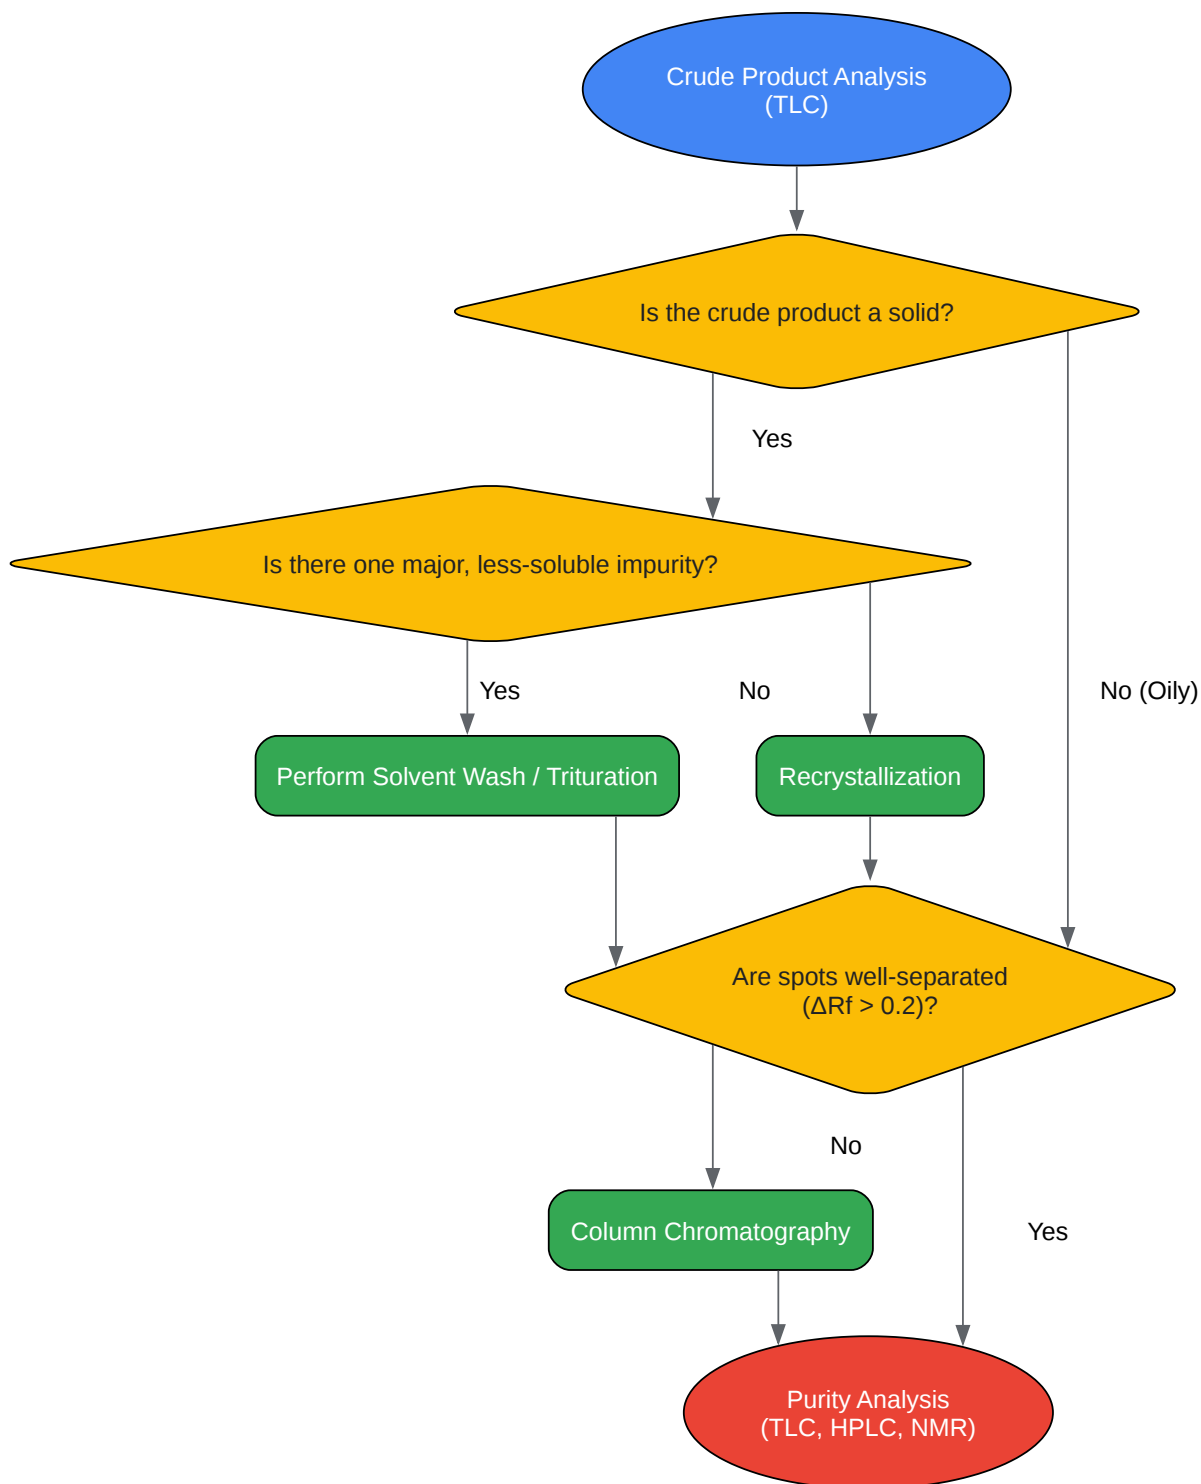 Crude Product Analysis
(TLC)
Is the crude product a solid?
Yes
Is there one major, less-soluble impurity?
Yes
No
No (Oily)
Perform Solvent Wash / Trituration
Recrystallization
Are spots well-separated
(ΔRf > 0.2)?
No
Column Chromatography
Yes
Purity Analysis
(TLC, HPLC, NMR)